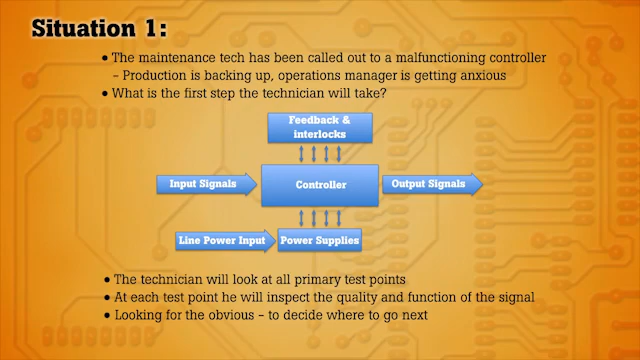 Situation 1:
● The maintenance tech has been called out to a malfunctioning controller
– Production is backing up, operations manager is getting anxious
● What is the first step the technician will take?
Feedback &
interlocks
Input Signals
Controller
Output Signals
Line Power Input
Power Supplies
● The technician will look at all primary test points
● At each test point he will inspect the quality and function of the signal
● Looking for the obvious – to decide where to go next